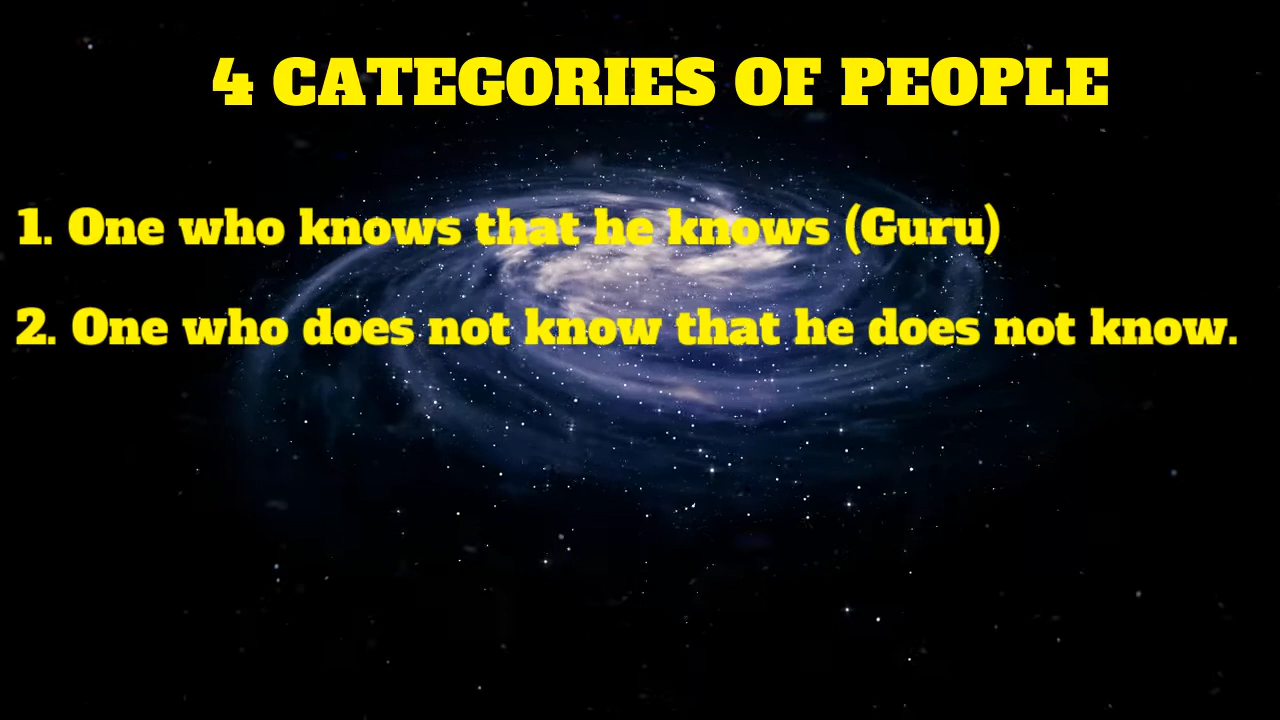 4 CATEGORIES OF PEOPLE
1. One who knows that he knows (Guru)
2. One who does not know that he does not know.